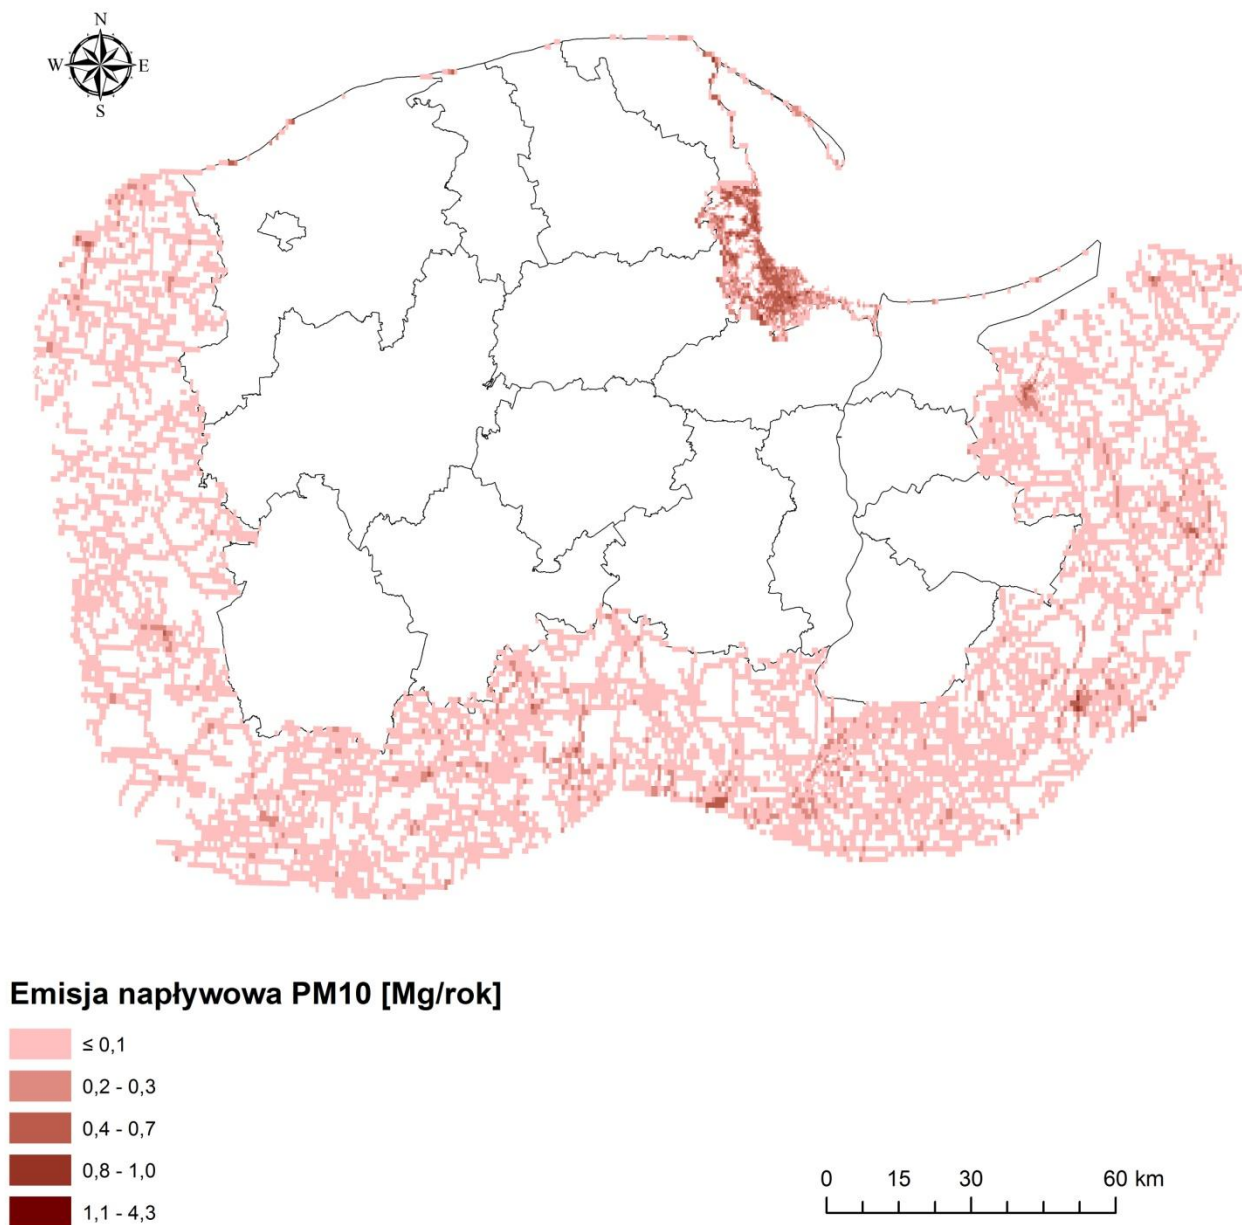 N
W E
S
Emisja napływowa PM10 [Mg/rok]
≤ 0,1
0,2 - 0,3
0,4 - 0,7
0,8 - 1,0
1,1 - 4,3
0 15 30 60 km